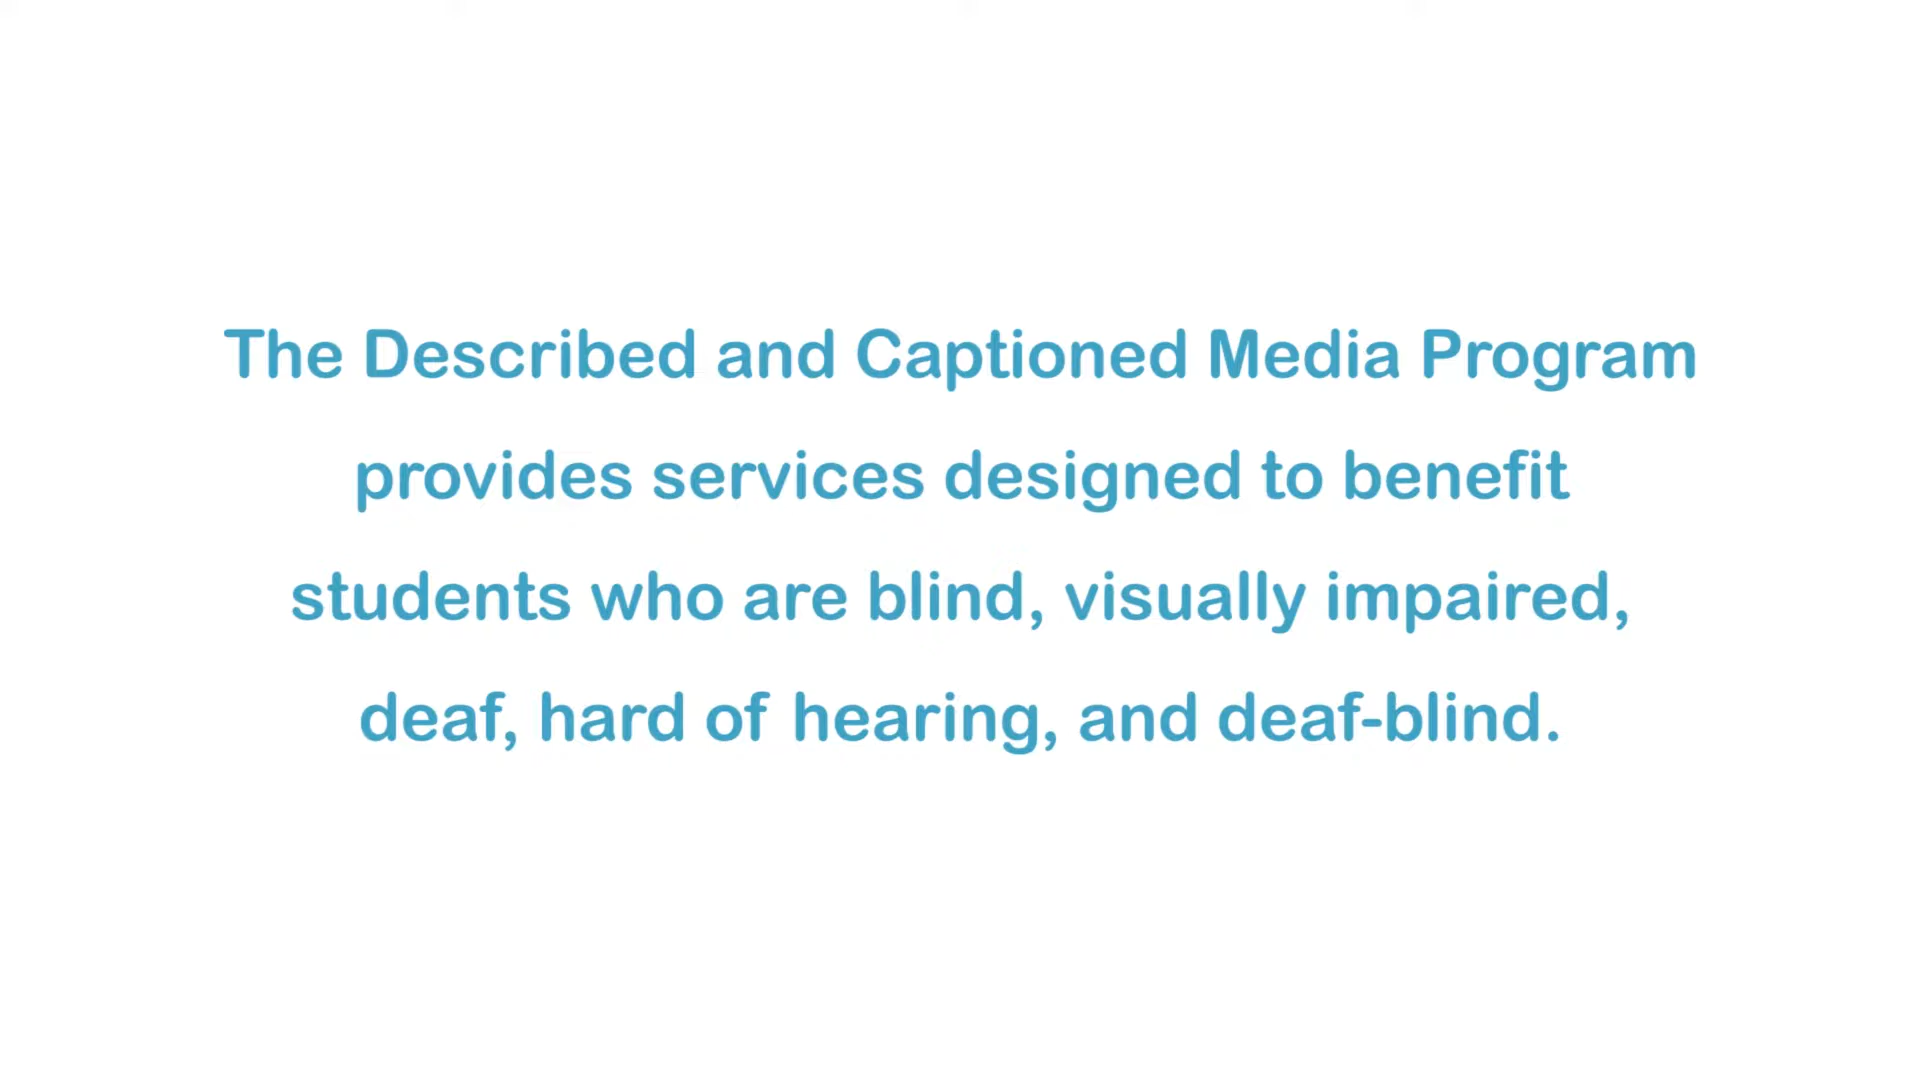 The Described and Captioned Media Program
provides services designed to benefit
students who are blind, visually impaired,
deaf, hard of hearing, and deaf-blind.